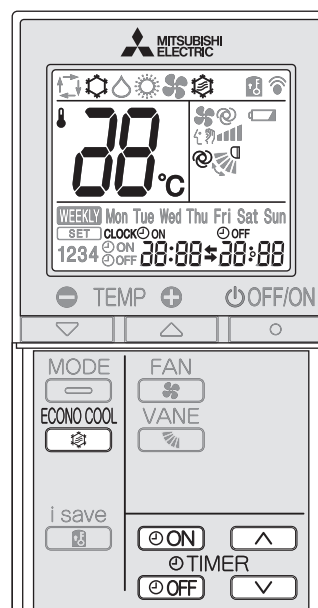 MITSUBISHI
ELECTRIC
88°C
WEEKLY Mon Tue Wed Thu Fri Sat Sun
SET CLOCK ON OFF
1234 ON OFF 88:88 88:88
TEMP OFF/ON
MODE FAN
ECONO COOL VANE
i save
ON
TIMER
OFF